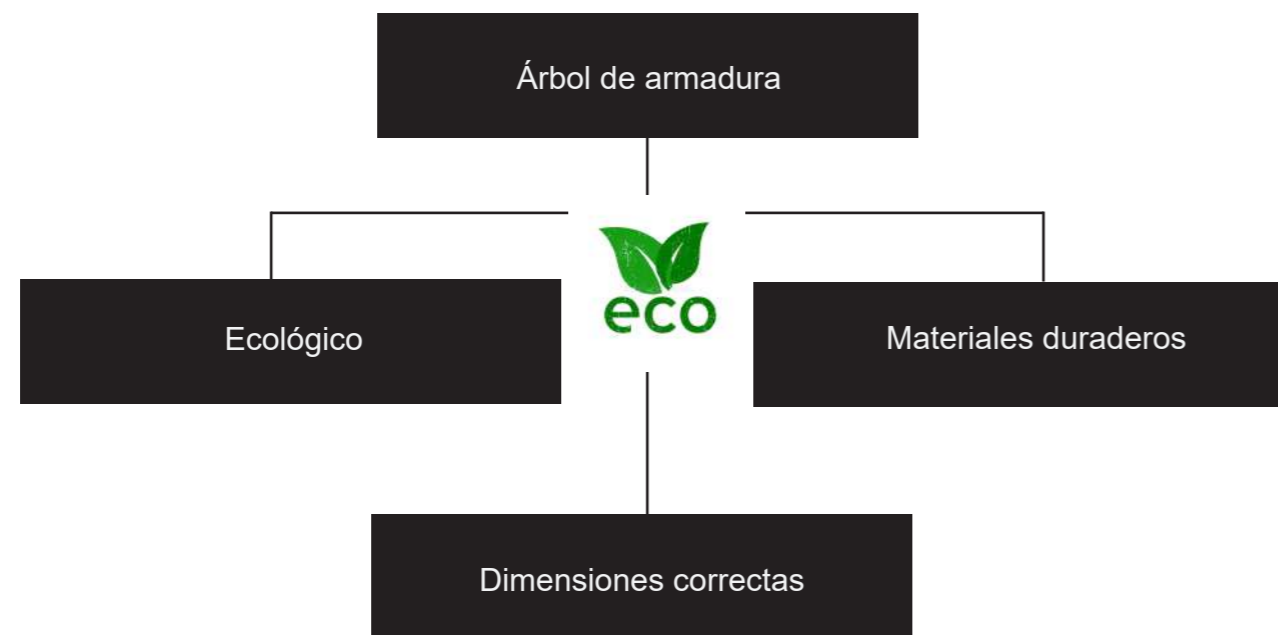 Árbol de armadura
eco
Ecológico
Materiales duraderos
Dimensiones correctas